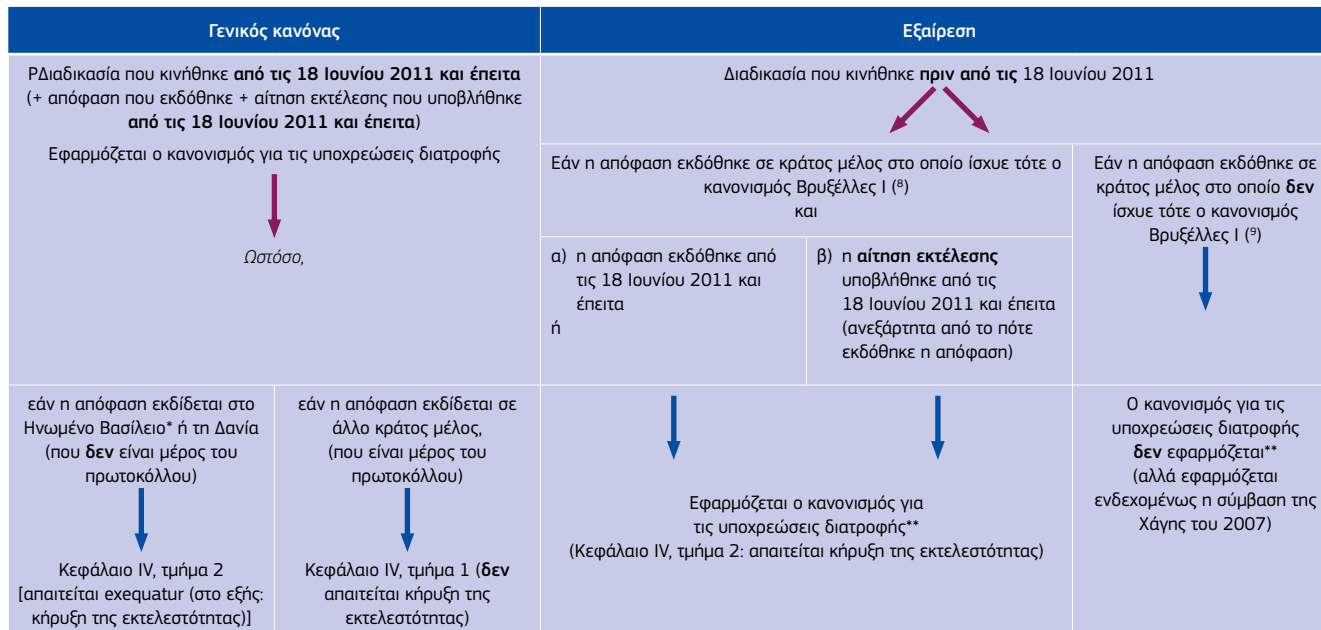 Γενικός κανόνας
Εξαίρεση
PΔιαδικασία που κινήθηκε από τις 18 Ιουνίου 2011 και έπειτα
(+ απόφαση που εκδόθηκε + αίτηση εκτέλεσης που υποβλήθηκε
από τις 18 Ιουνίου 2011 και έπειτα)
Εφαρμόζεται ο κανονισμός για τις υποχρεώσεις διατροφής
Ωστόσο,
Διαδικασία που κινήθηκε πριν από τις 18 Ιουνίου 2011
Εάν η απόφαση εκδόθηκε σε κράτος μέλος στο οποίο ίσχυε τότε ο
κανονισμός Βρυξέλλες I (⁸)
και
Εάν η απόφαση εκδόθηκε σε
κράτος μέλος στο οποίο δεν
ίσχυε τότε ο κανονισμός
Βρυξέλλες I (⁹)
α) η απόφαση εκδόθηκε από
τις 18 Ιουνίου 2011 και
έπειτα
ή
β) η αίτηση εκτέλεσης
υποβλήθηκε από τις
18 Ιουνίου 2011 και έπειτα
(ανεξάρτητα από το πότε
εκδόθηκε η απόφαση)
εάν η απόφαση εκδίδεται στο
Ηνωμένο Βασίλειο* ή τη Δανία
(που δεν είναι μέρος του
πρωτοκόλλου)
Κεφάλαιο IV, τμήμα 2
[απαιτείται exequatur (στο εξής:
κήρυξη της εκτελεστότητας)]
εάν η απόφαση εκδίδεται σε
άλλο κράτος μέλος,
(που είναι μέρος του
πρωτοκόλλου)
Κεφάλαιο IV, τμήμα 1 (δεν
απαιτείται κήρυξη της
εκτελεστότητας)
Εφαρμόζεται ο κανονισμός για
τις υποχρεώσεις διατροφής**
(Κεφάλαιο IV, τμήμα 2: απαιτείται κήρυξη της εκτελεστότητας)
Ο κανονισμός για τις
υποχρεώσεις διατροφής
δεν εφαρμόζεται**
(αλλά εφαρμόζεται
ενδεχομένως η σύμβαση της
Χάγης του 2007)